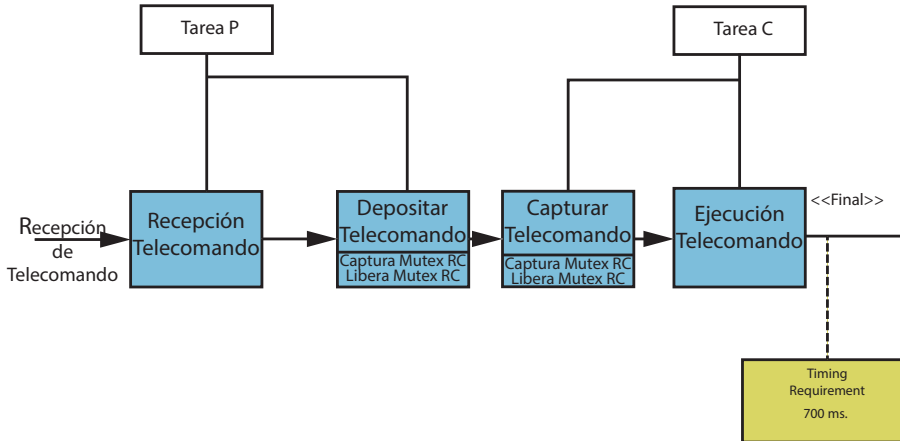 Tarea P
Tarea C
Recepción
de
Telecomando
Recepción
Telecomando
Depositar
Telecomando
Captura Mutex RC
Libera Mutex RC
Capturar
Telecomando
Captura Mutex RC
Libera Mutex RC
Ejecución
Telecomando
<<Final>>
Timing
Requirement
700 ms.